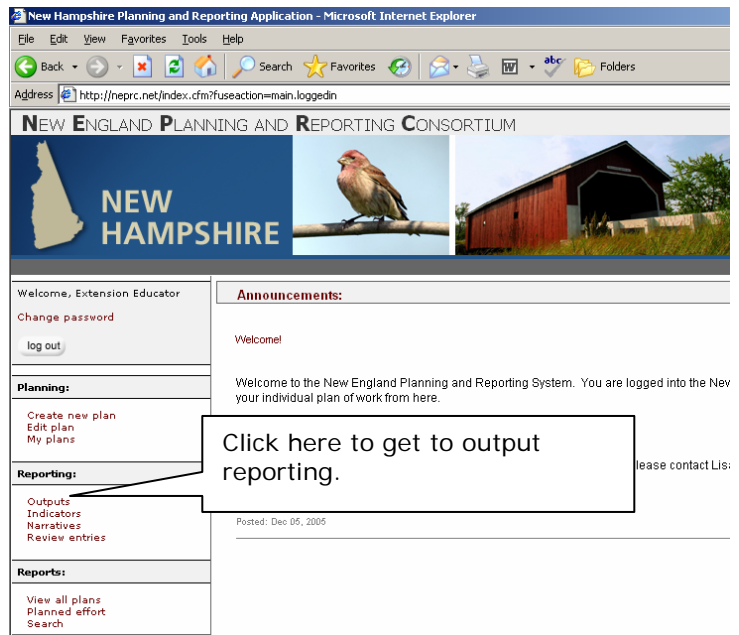 New Hampshire Planning and Reporting Application - Microsoft Internet Explorer
File Edit View Favorites Tools Help
Back Search Favorites W abc Folders
Address http://neprc.net/index.cfm?fuseaction=main.loggedin
NEW ENGLAND PLANNING AND REPORTING CONSORTIUM
NEW
HAMPSHIRE
Welcome, Extension Educator
Change password
log out
Planning:
Create new plan
Edit plan
My plans
Reporting:
Outputs
Indicators
Narratives
Review entries
Reports:
View all plans
Planned effort
Search
Announcements:
Welcome!
Welcome to the New England Planning and Reporting System. You are logged into the New
your individual plan of work from here.
Click here to get to output
reporting.
lease contact Lisa
Posted: Dec 05, 2005